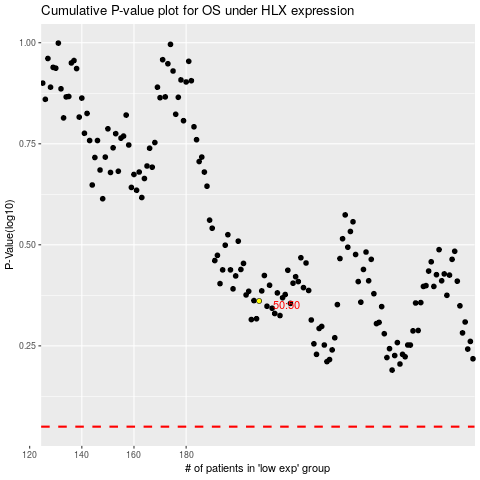 Cumulative P-value plot for OS under HLX expression
P-Value(log10)
1.00
0.75
0.50
0.25
50:50
120 140 160 180
# of patients in 'low exp' group